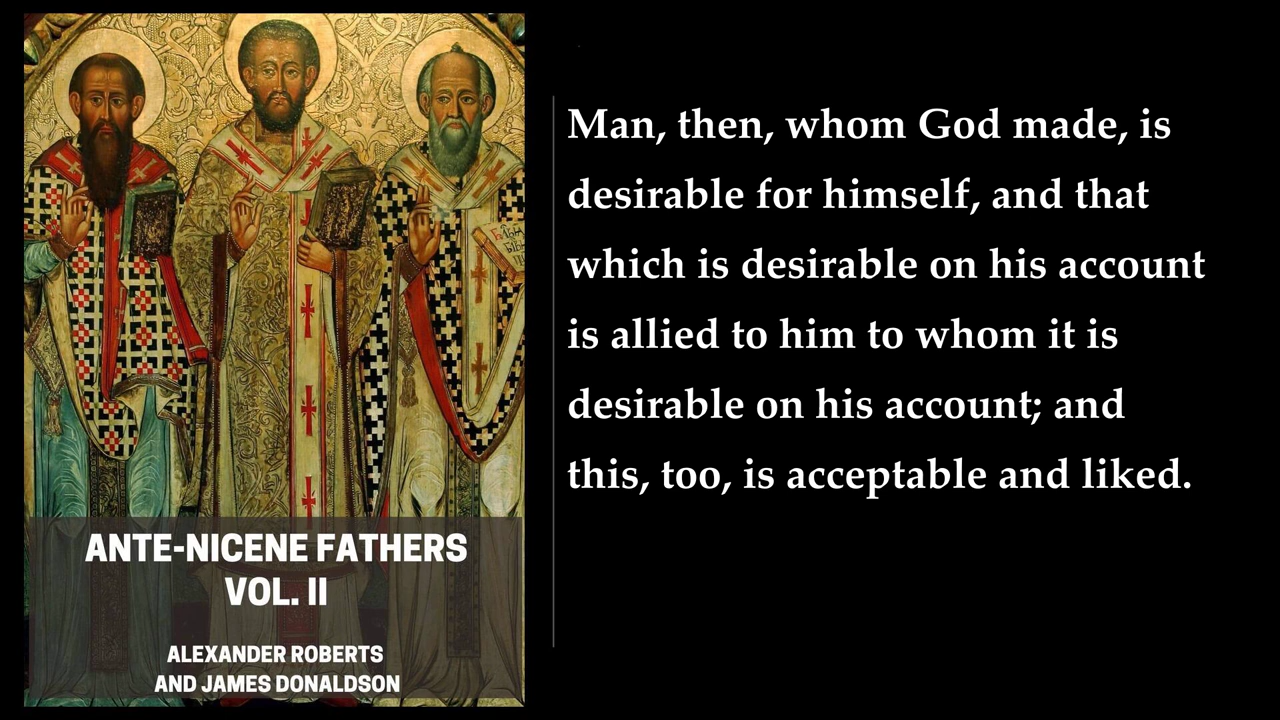 ANTE-NICENE FATHERS
VOL. II
ALEXANDER ROBERTS
AND JAMES DONALDSON
Man, then, whom God made, is
desirable for himself, and that
which is desirable on his account
is allied to him to whom it is
desirable on his account; and
this, too, is acceptable and liked.